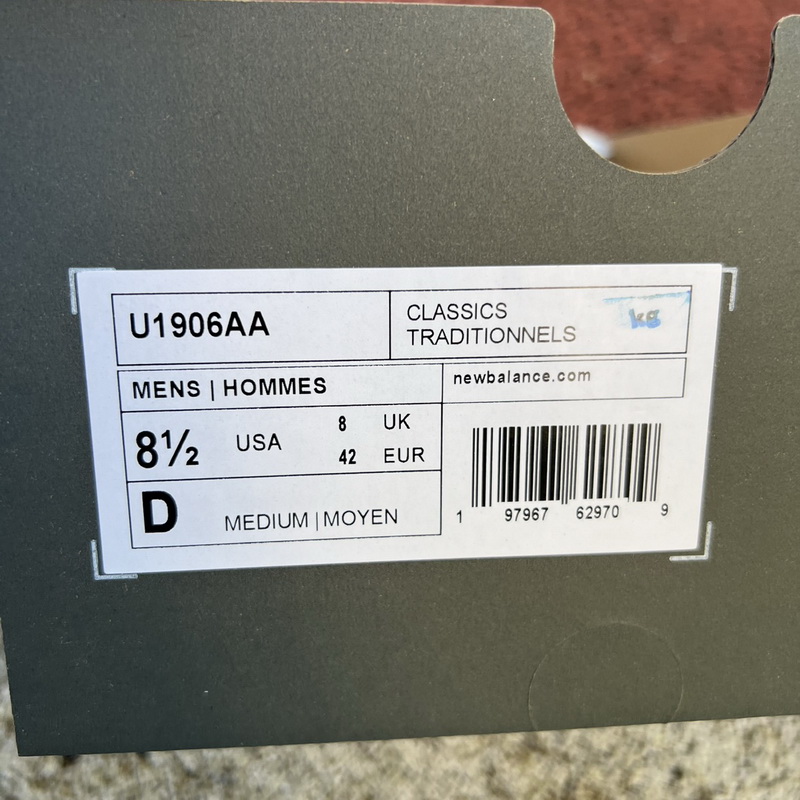 U1906AA
CLASSICS
TRADITIONNELS
kg
MENS | HOMMES
newbalance.com
8½ USA 8 UK
42 EUR
D MEDIUM | MOYEN
1 97967 62970 9